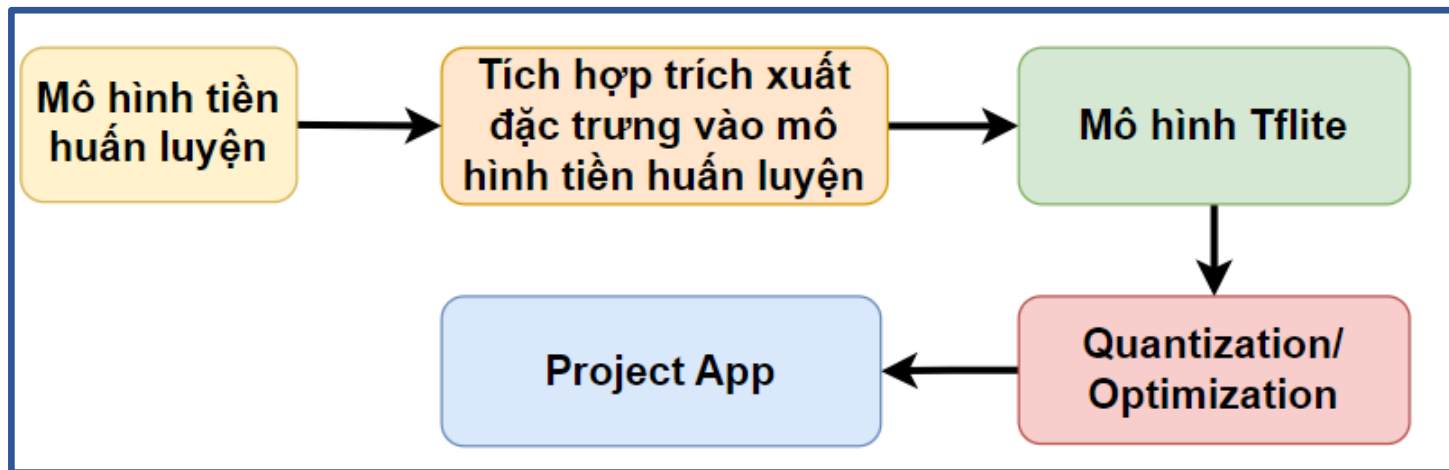 Mô hình tiền
huấn luyện
Tích hợp trích xuất
đặc trưng vào mô
hình tiền huấn luyện
Mô hình Tflite
Quantization/
Optimization
Project App